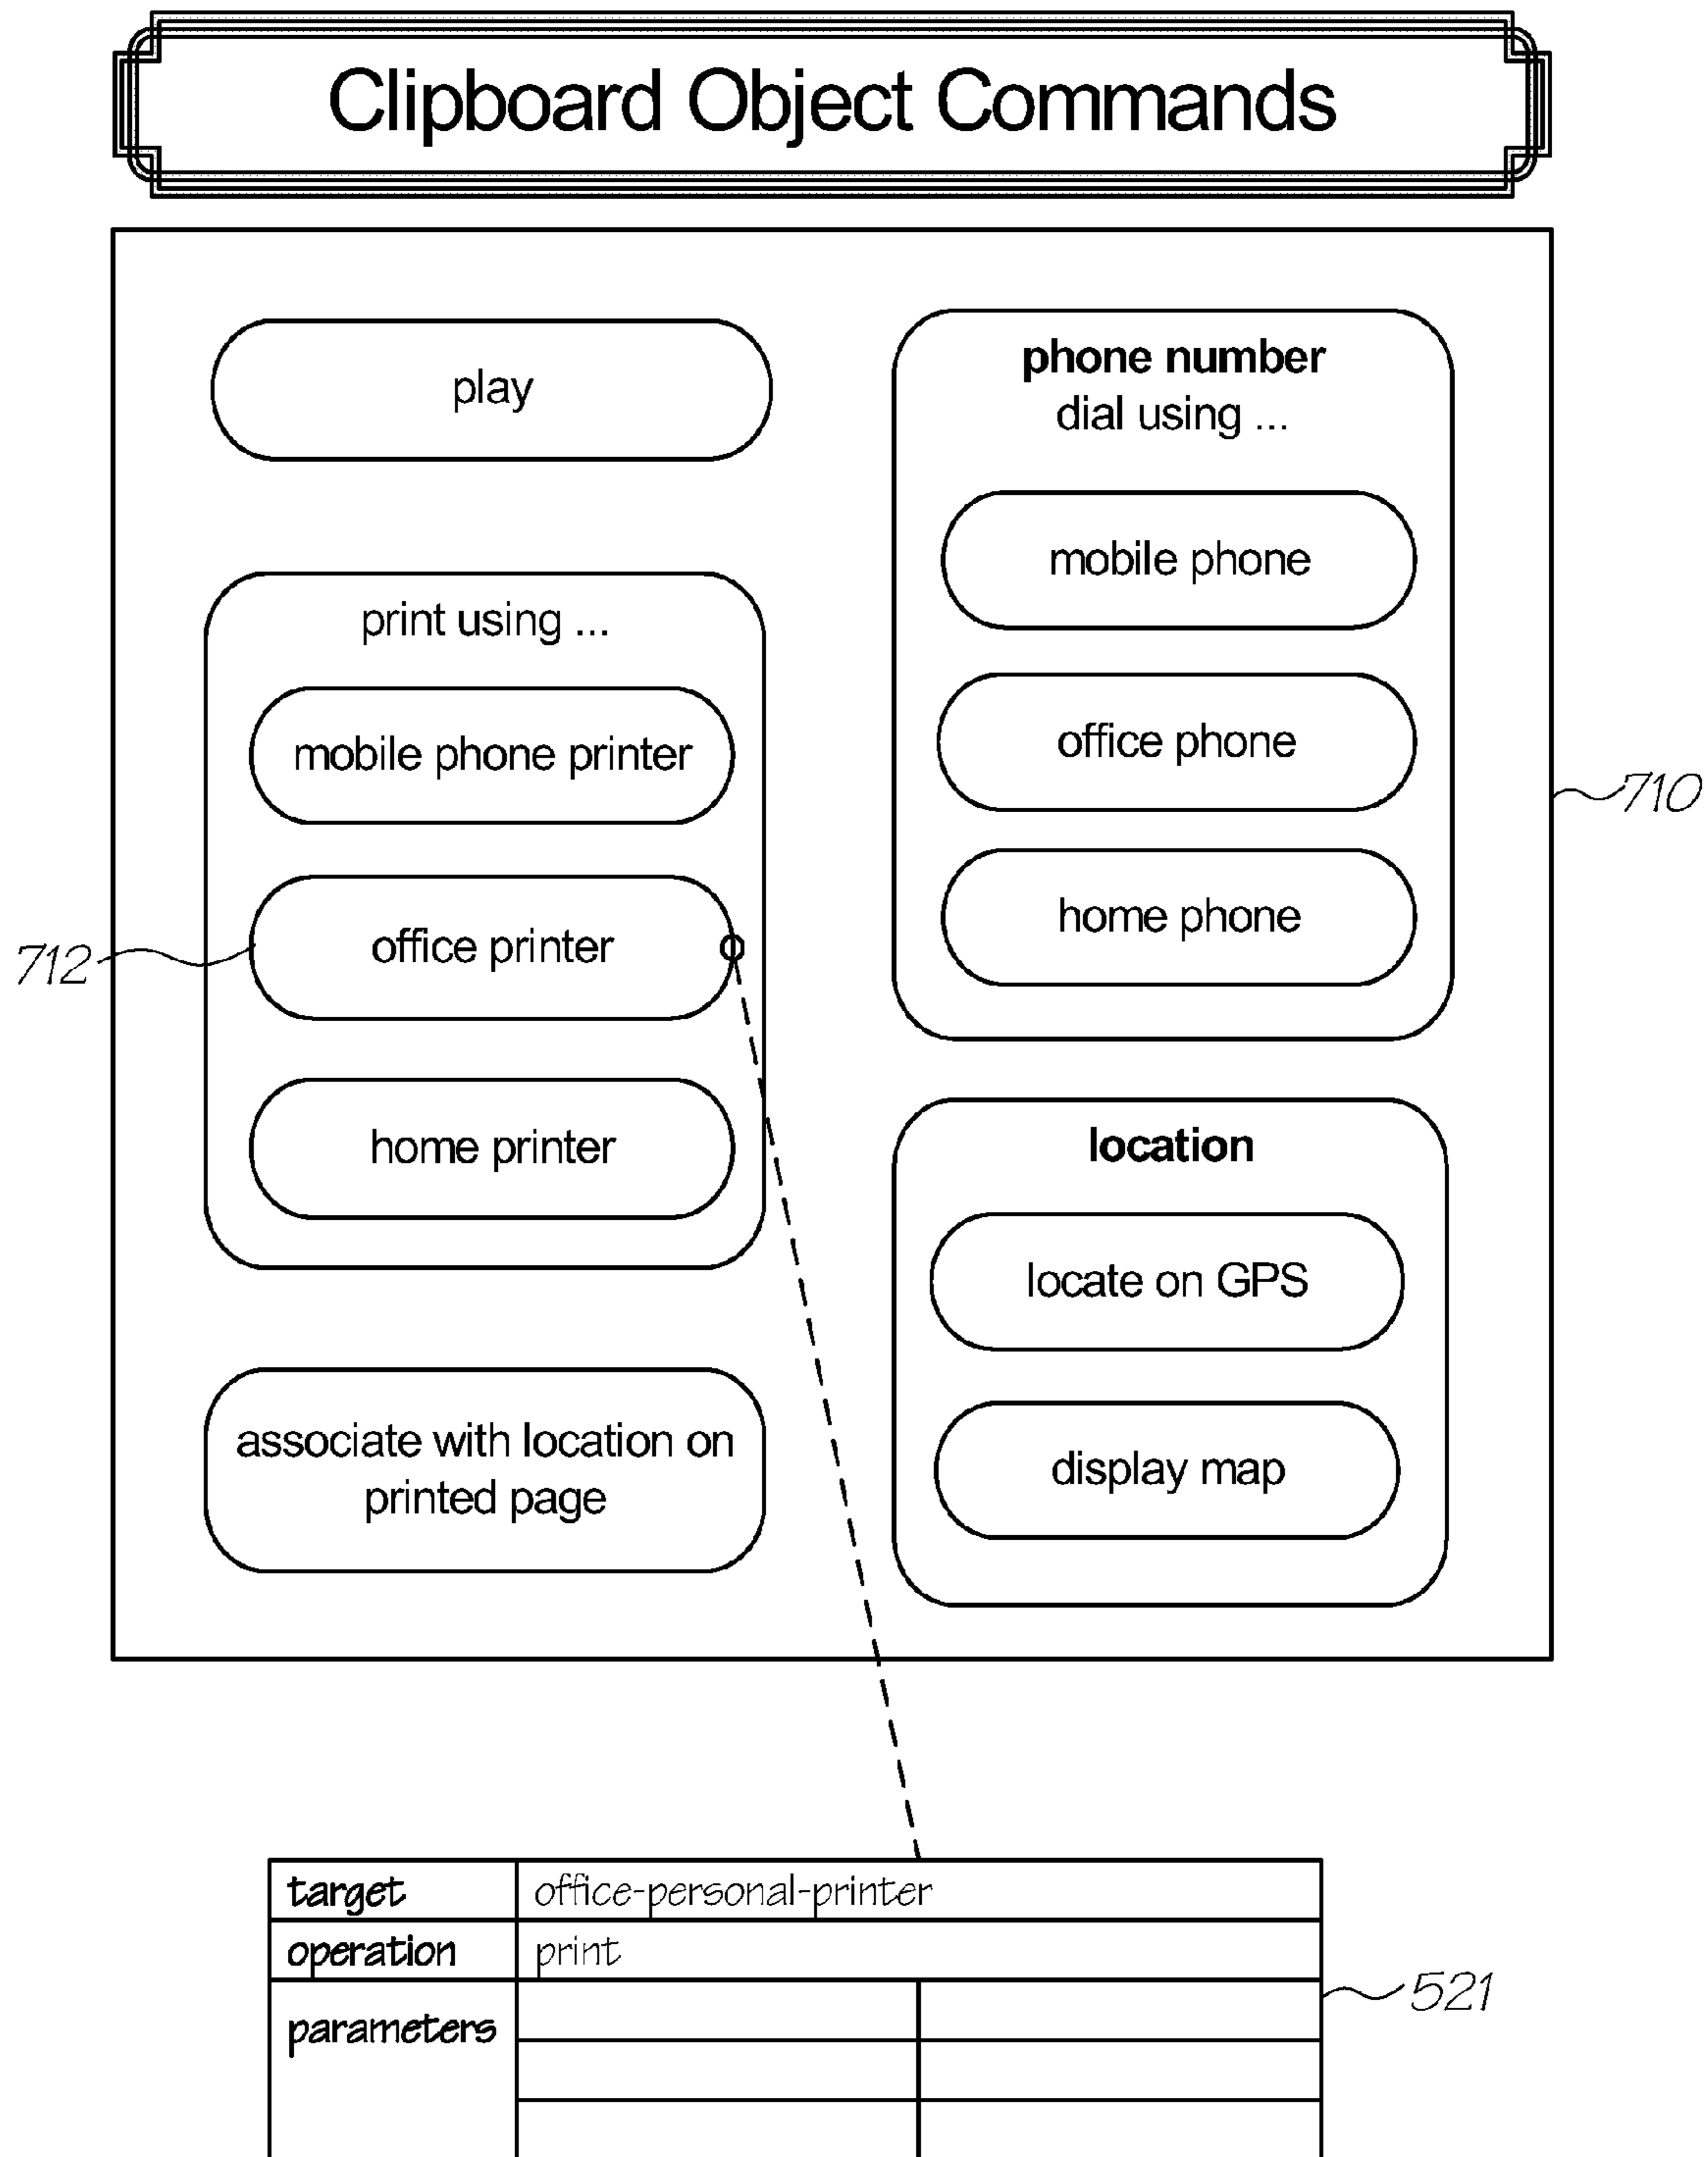 Clipboard Object Commands
play
print using ...
mobile phone printer
office printer
home printer
associate with location on
printed page
phone number
dial using ...
mobile phone
office phone
home phone
location
locate on GPS
display map
710
712
target office-personal-printer
operation print
parameters
521